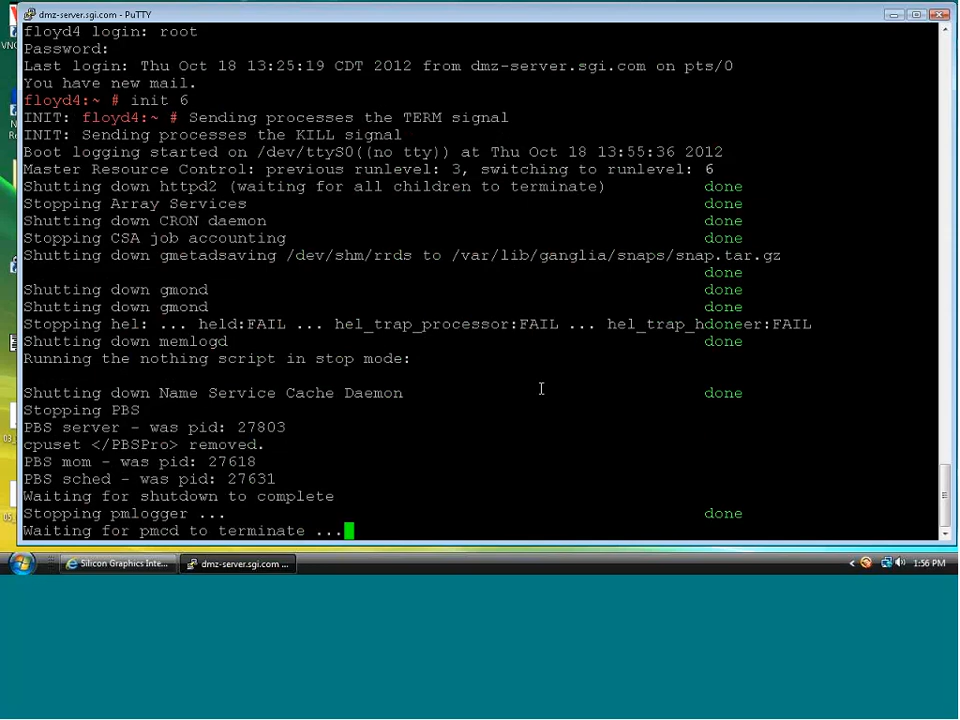 dmz-server.sgi.com - PuTTY
floyd4 login: root
Password:
Last login: Thu Oct 18 13:25:19 CDT 2012 from dmz-server.sgi.com on pts/0
You have new mail.
floyd4:~ # init 6
INIT: floyd4:~ # Sending processes the TERM signal
INIT: Sending processes the KILL signal
Boot logging started on /dev/ttyS0((no tty)) at Thu Oct 18 13:55:36 2012
Master Resource Control: previous runlevel: 3, switching to runlevel: 6
Shutting down httpd2 (waiting for all children to terminate) done
Stopping Array Services done
Shutting down CRON daemon done
Stopping CSA job accounting done
Shutting down gmetadsaving /dev/shm/rrds to /var/lib/ganglia/snaps/snap.tar.gz
done
Shutting down gmond done
Shutting down gmond done
Stopping hel: ... held:FAIL ... hel_trap_processor:FAIL ... hel_trap_hdoneer:FAIL
Shutting down memlogd done
Running the nothing script in stop mode:
Shutting down Name Service Cache Daemon done
Stopping PBS
PBS server - was pid: 27803
cpuset </PBSPro> removed.
PBS mom - was pid: 27618
PBS sched - was pid: 27631
Waiting for shutdown to complete
Stopping pmlogger ... done
Waiting for pmcd to terminate ...
Silicon Graphics Inte...
dmz-server.sgi.com ...
1:56 PM